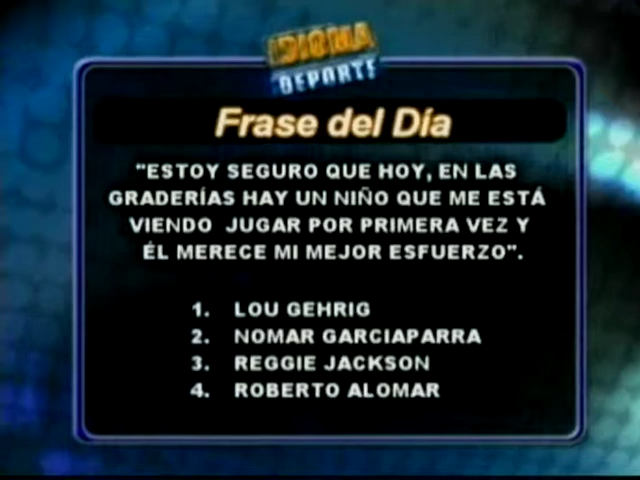 IDIOMA
DEPORTE
Frase del Día
"ESTOY SEGURO QUE HOY, EN LAS
GRADERÍAS HAY UN NIÑO QUE ME ESTÁ
VIENDO JUGAR POR PRIMERA VEZ Y
ÉL MERECE MI MEJOR ESFUERZO".
1. LOU GEHRIG
2. NOMAR GARCIAPARRA
3. REGGIE JACKSON
4. ROBERTO ALOMAR